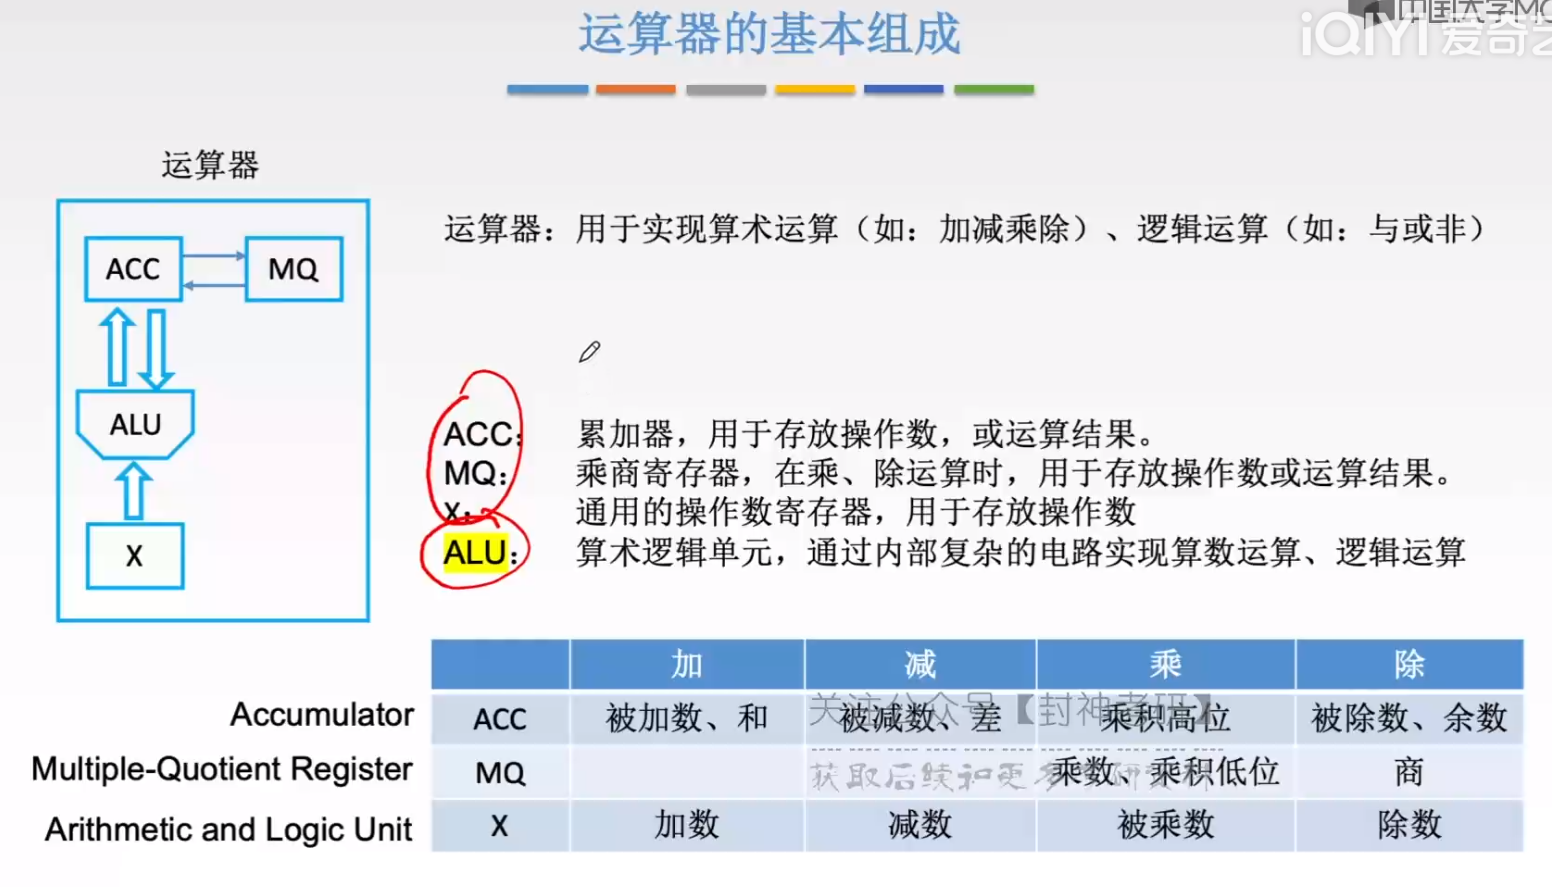 中国大学MO
iQIYI 爱奇艺
运算器的基本组成
运算器
ACC
MQ
ALU
X
运算器：用于实现算术运算（如：加减乘除）、逻辑运算（如：与或非）
ACC： 累加器，用于存放操作数，或运算结果。
MQ： 乘商寄存器，在乘、除运算时，用于存放操作数或运算结果。
X： 通用的操作数寄存器，用于存放操作数
ALU： 算术逻辑单元，通过内部复杂的电路实现算数运算、逻辑运算
加 减 乘 除
Accumulator ACC 被加数、和 被减数、差 乘积高位 被除数、余数
关注公众号【封神考研】
Multiple-Quotient Register MQ 乘数、乘积低位 商
获取后续和更多
Arithmetic and Logic Unit X 加数 减数 被乘数 除数